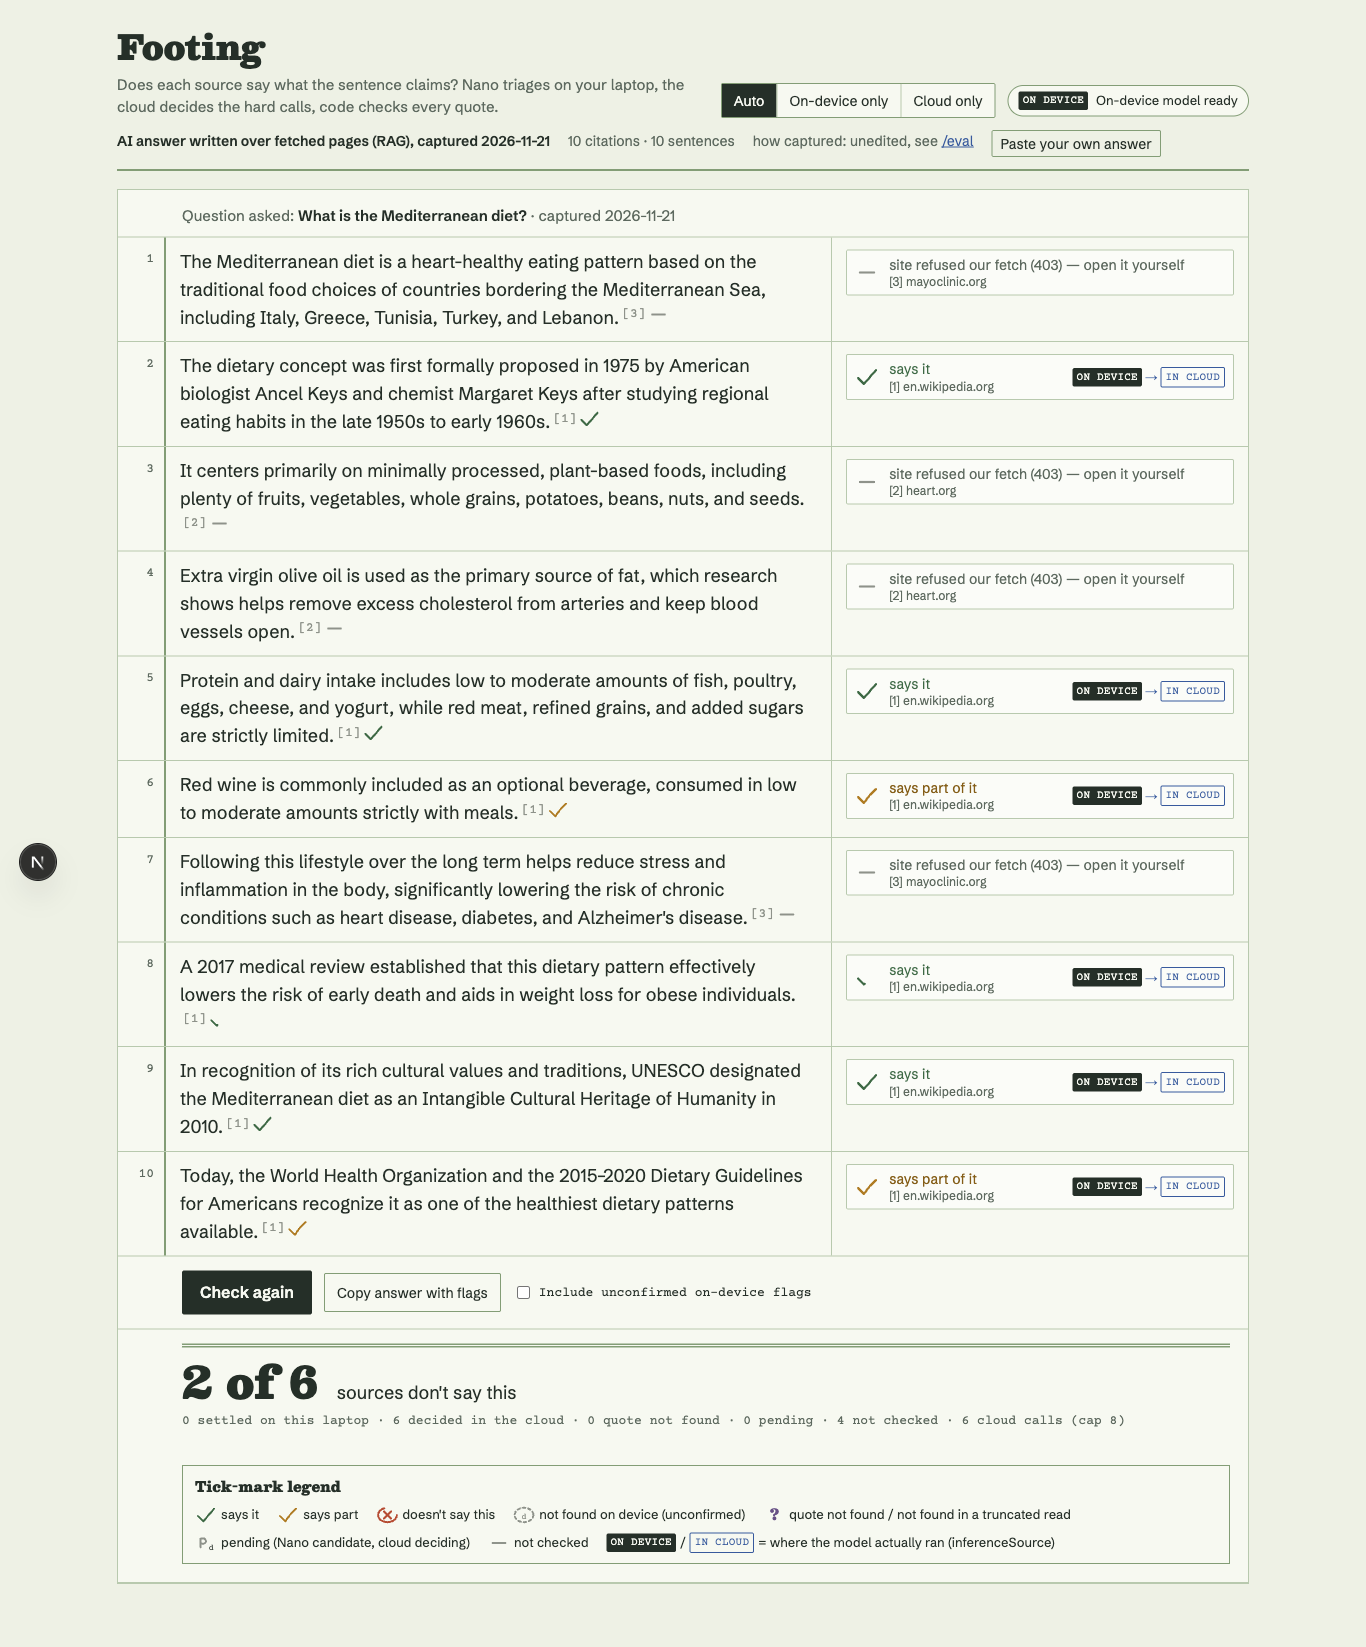 Footing
Does each source say what the sentence claims? Nano triages on your laptop, the
cloud decides the hard calls, code checks every quote.
Auto
On-device only
Cloud only
ON DEVICE On-device model ready
AI answer written over fetched pages (RAG), captured 2026-11-21 10 citations · 10 sentences how captured: unedited, see /eval
Paste your own answer
Question asked: What is the Mediterranean diet? · captured 2026-11-21
1
The Mediterranean diet is a heart-healthy eating pattern based on the
traditional food choices of countries bordering the Mediterranean Sea,
including Italy, Greece, Tunisia, Turkey, and Lebanon. [3] —
— site refused our fetch (403) — open it yourself
[3] mayoclinic.org
2
The dietary concept was first formally proposed in 1975 by American
biologist Ancel Keys and chemist Margaret Keys after studying regional
eating habits in the late 1950s to early 1960s. [1]
says it
[1] en.wikipedia.org
ON DEVICE → IN CLOUD
3
It centers primarily on minimally processed, plant-based foods, including
plenty of fruits, vegetables, whole grains, potatoes, beans, nuts, and seeds.
[2] —
— site refused our fetch (403) — open it yourself
[2] heart.org
4
Extra virgin olive oil is used as the primary source of fat, which research
shows helps remove excess cholesterol from arteries and keep blood
vessels open. [2] —
— site refused our fetch (403) — open it yourself
[2] heart.org
5
Protein and dairy intake includes low to moderate amounts of fish, poultry,
eggs, cheese, and yogurt, while red meat, refined grains, and added sugars
are strictly limited. [1]
says it
[1] en.wikipedia.org
ON DEVICE → IN CLOUD
6
Red wine is commonly included as an optional beverage, consumed in low
to moderate amounts strictly with meals. [1]
says part of it
[1] en.wikipedia.org
ON DEVICE → IN CLOUD
7
Following this lifestyle over the long term helps reduce stress and
inflammation in the body, significantly lowering the risk of chronic
conditions such as heart disease, diabetes, and Alzheimer's disease. [3] —
— site refused our fetch (403) — open it yourself
[3] mayoclinic.org
N
8
A 2017 medical review established that this dietary pattern effectively
lowers the risk of early death and aids in weight loss for obese individuals.
[1]
says it
[1] en.wikipedia.org
ON DEVICE → IN CLOUD
9
In recognition of its rich cultural values and traditions, UNESCO designated
the Mediterranean diet as an Intangible Cultural Heritage of Humanity in
2010. [1]
says it
[1] en.wikipedia.org
ON DEVICE → IN CLOUD
10
Today, the World Health Organization and the 2015–2020 Dietary Guidelines
for Americans recognize it as one of the healthiest dietary patterns
available. [1]
says part of it
[1] en.wikipedia.org
ON DEVICE → IN CLOUD
Check again
Copy answer with flags
Include unconfirmed on-device flags
2 of 6 sources don't say this
0 settled on this laptop · 6 decided in the cloud · 0 quote not found · 0 pending · 4 not checked · 6 cloud calls (cap 8)
Tick-mark legend
says it says part doesn't say this d not found on device (unconfirmed) ? quote not found / not found in a truncated read
Pd pending (Nano candidate, cloud deciding) — not checked ON DEVICE / IN CLOUD = where the model actually ran (inferenceSource)